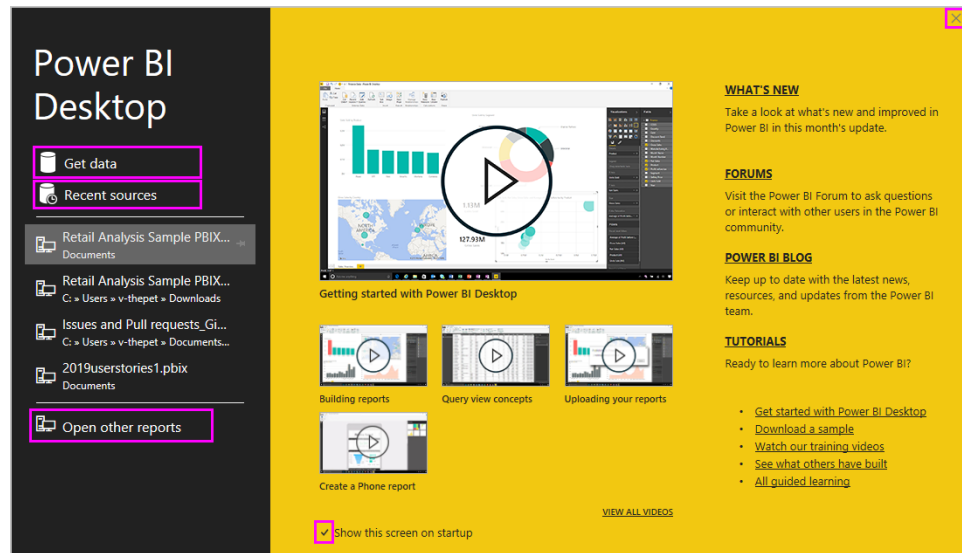 Power BI
Desktop
Get data
Recent sources
Retail Analysis Sample PBIX...
Documents
Retail Analysis Sample PBIX...
C: » Users » v-thepet » Downloads
Issues and Pull requests_Gi...
C: » Users » v-thepet » Documents...
2019userstories1.pbix
Documents
Open other reports
1.13M
127.93M
Getting started with Power BI Desktop
Building reports
Query view concepts
Uploading your reports
Create a Phone report
VIEW ALL VIDEOS
Show this screen on startup
WHAT'S NEW
Take a look at what's new and improved in
Power BI in this month's update.
FORUMS
Visit the Power BI Forum to ask questions
or interact with other users in the Power BI
community.
POWER BI BLOG
Keep up to date with the latest news,
resources, and updates from the Power BI
team.
TUTORIALS
Ready to learn more about Power BI?
• Get started with Power BI Desktop
• Download a sample
• Watch our training videos
• See what others have built
• All guided learning